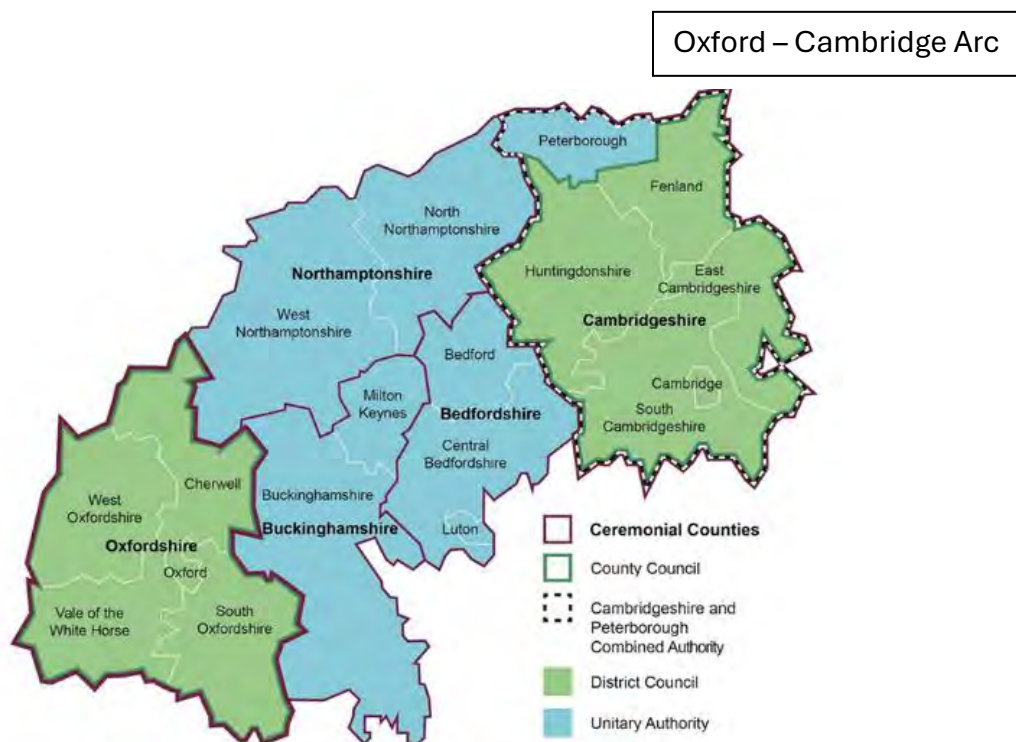 Oxford – Cambridge Arc
Peterborough
Fenland
North
Northamptonshire
Northamptonshire
Huntingdonshire
East
Cambridgeshire
Cambridgeshire
West
Northamptonshire
Bedford
Milton
Keynes
Cambridge
Bedfordshire
South
Cambridgeshire
Central
Bedfordshire
Cherwell
Buckinghamshire
West
Oxfordshire
Buckinghamshire
Luton
Oxfordshire
Oxford
Vale of the
White Horse
South
Oxfordshire
Ceremonial Counties
County Council
Cambridgeshire and
Peterborough
Combined Authority
District Council
Unitary Authority